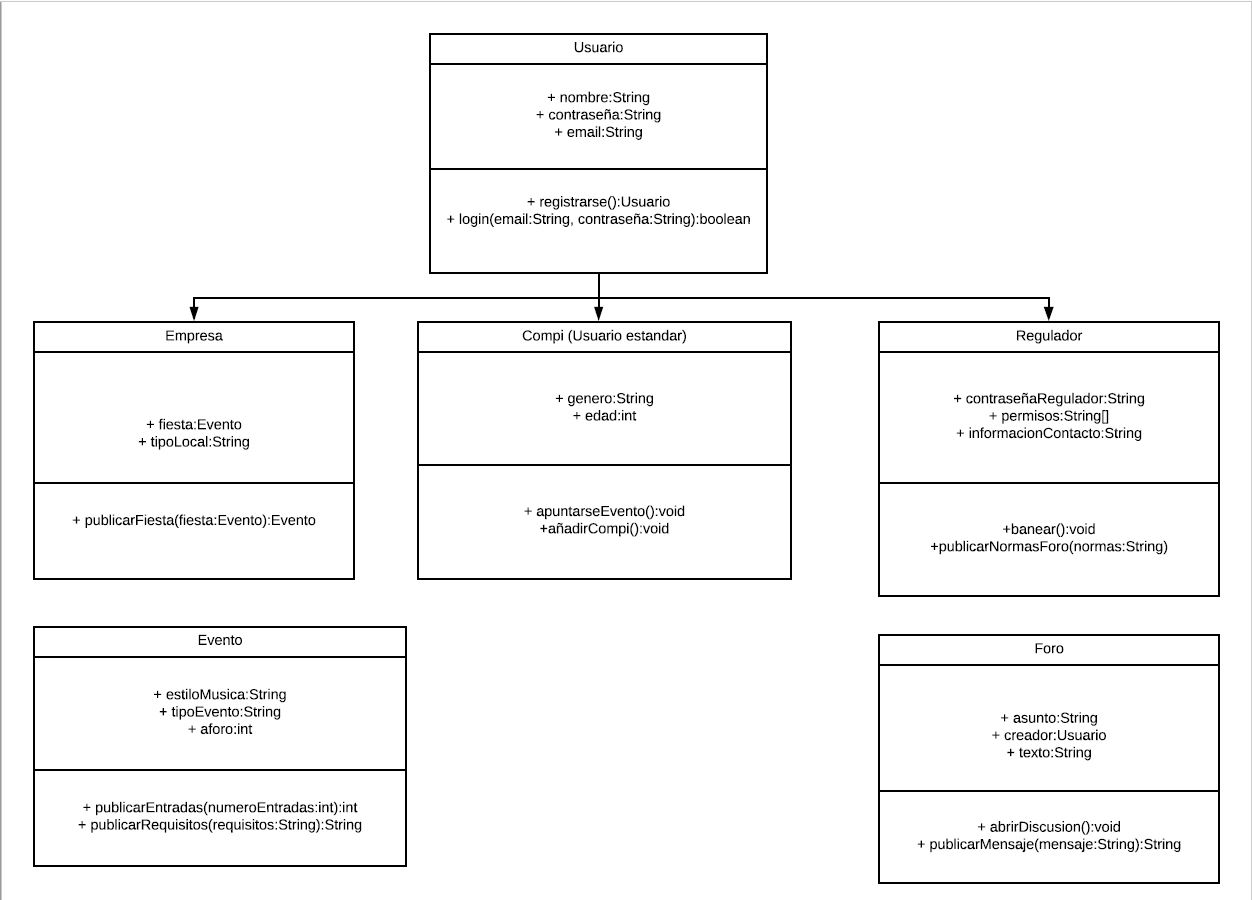 Usuario
+ nombre:String
+ contraseña:String
+ email:String
+ registrarse():Usuario
+ login(email:String, contraseña:String):boolean
Empresa
+ fiesta:Evento
+ tipoLocal:String
+ publicarFiesta(fiesta:Evento):Evento
Compi (Usuario estandar)
+ genero:String
+ edad:int
+ apuntarseEvento():void
+añadirCompi():void
Regulador
+ contraseñaRegulador:String
+ permisos:String[]
+ informacionContacto:String
+banear():void
+publicarNormasForo(normas:String)
Evento
+ estiloMusica:String
+ tipoEvento:String
+ aforo:int
+ publicarEntradas(numeroEntradas:int):int
+ publicarRequisitos(requisitos:String):String
Foro
+ asunto:String
+ creador:Usuario
+ texto:String
+ abrirDiscusion():void
+ publicarMensaje(mensaje:String):String